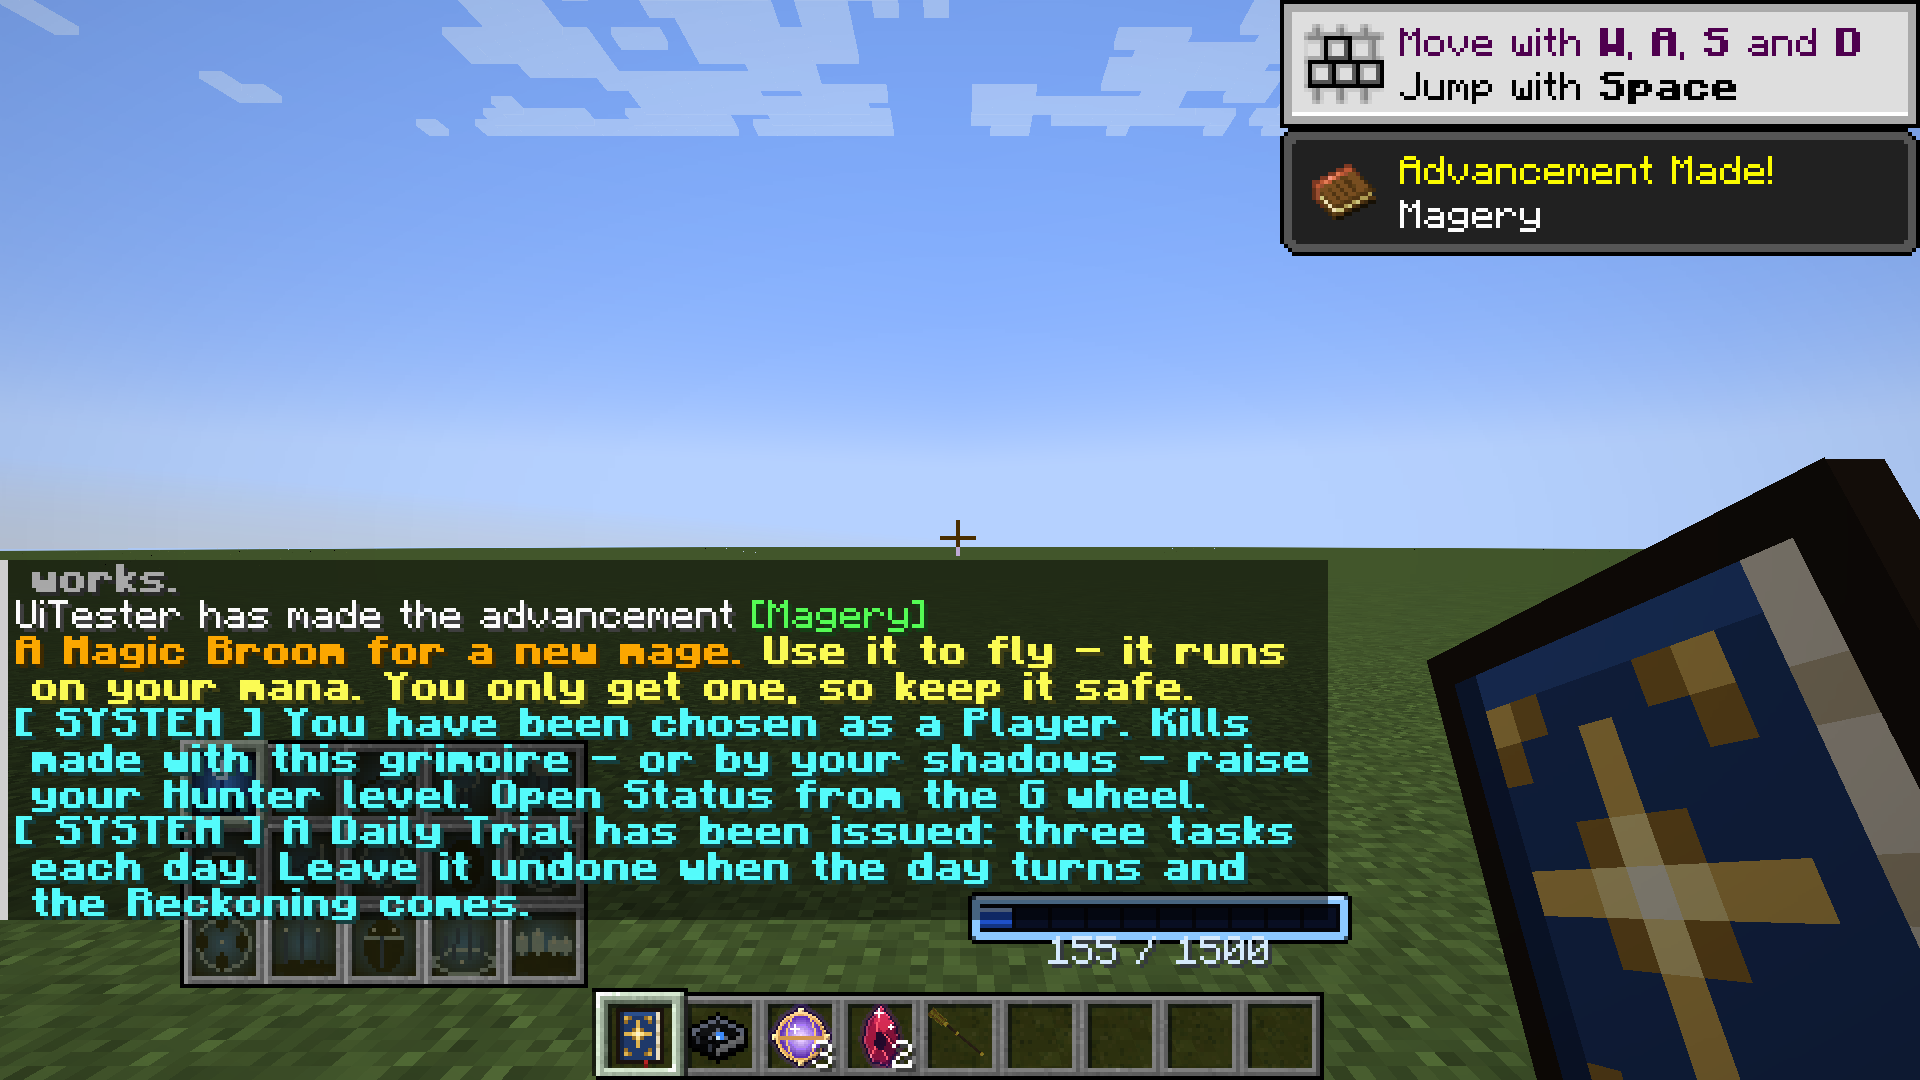 Move with W, A, S and D
Jump with Space
Advancement Made!
Magery
works.
UiTester has made the advancement [Magery]
A Magic Broom for a new mage. Use it to fly – it runs
on your mana. You only get one, so keep it safe.
[ SYSTEM ] You have been chosen as a Player. Kills
made with this grimoire – or by your shadows – raise
your Hunter level. Open Status from the G wheel.
[ SYSTEM ] A Daily Trial has been issued: three tasks
each day. Leave it undone when the day turns and
the Reckoning comes.
155 / 1500
3
2